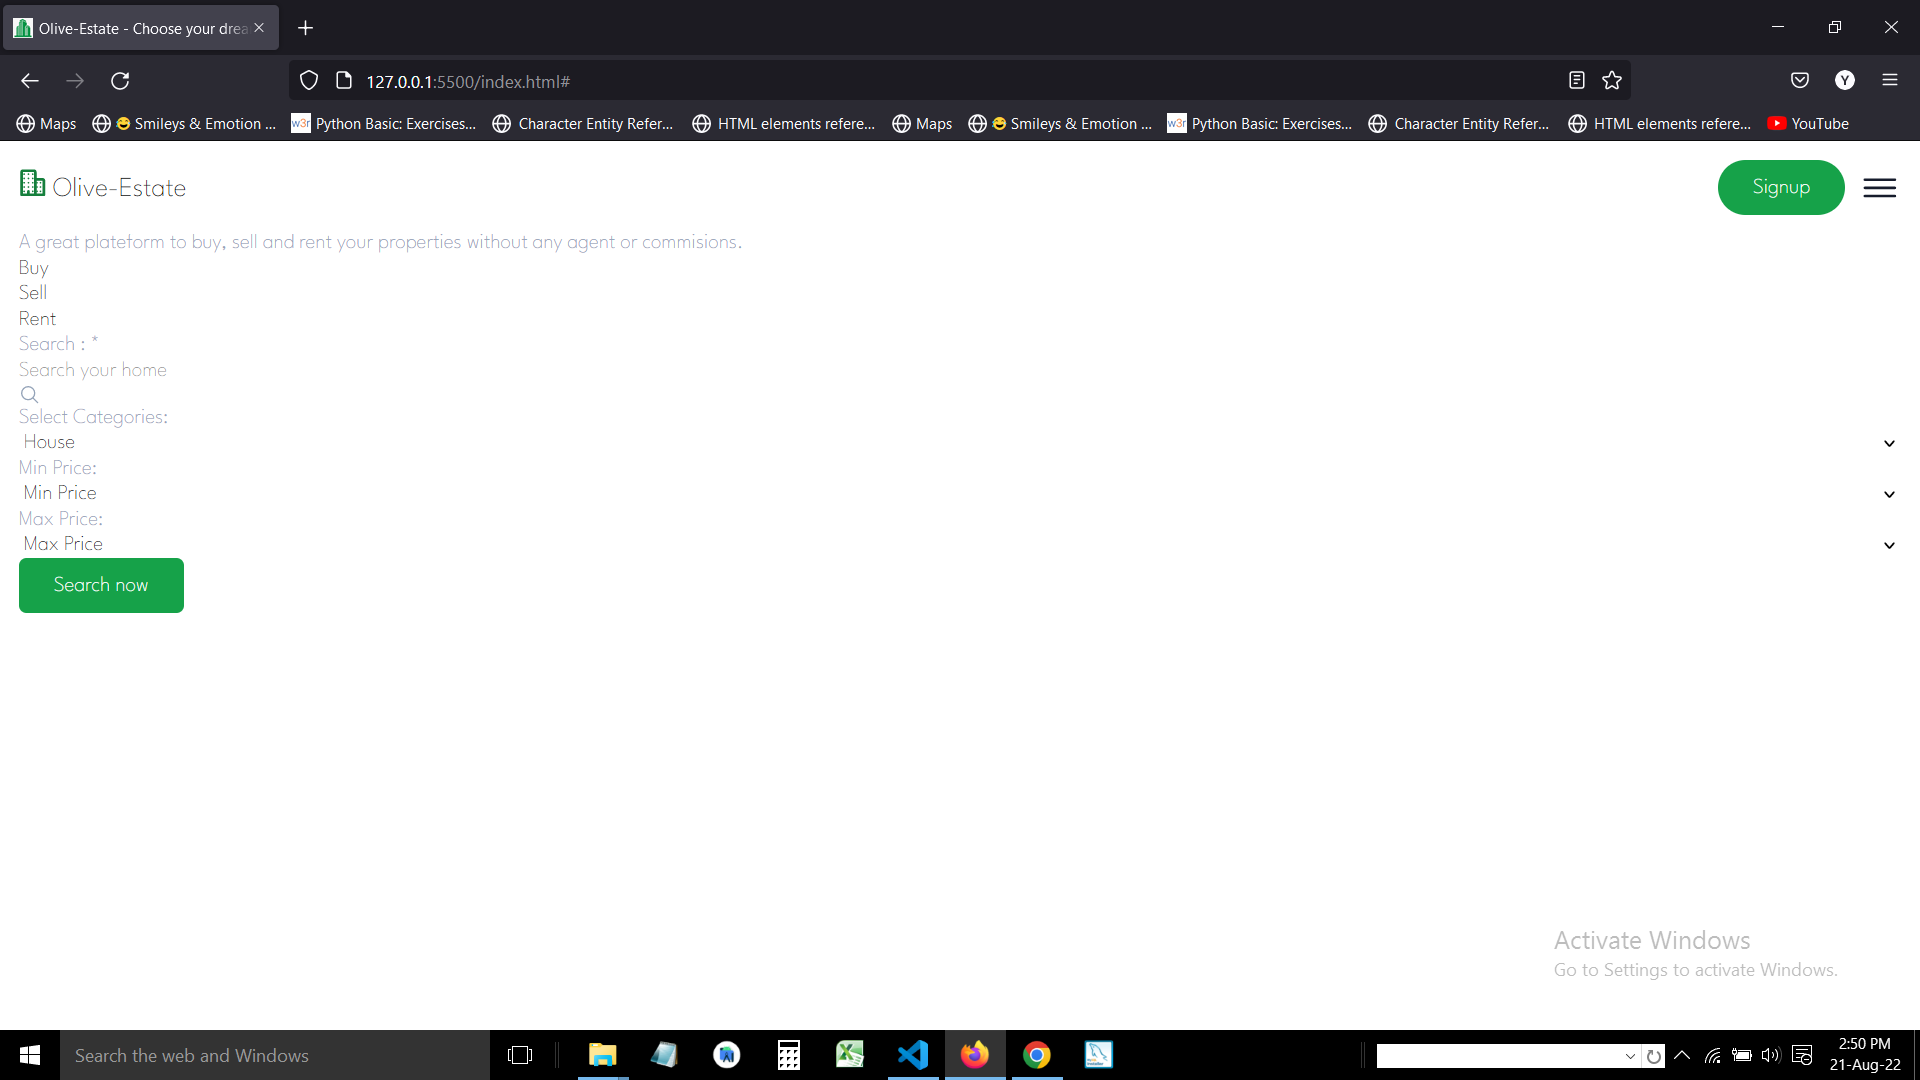 Olive-Estate - Choose your drea
127.0.0.1:5500/index.html#
Y
Maps
Smileys & Emotion ...
w3r Python Basic: Exercises...
Character Entity Refer...
HTML elements refere...
Maps
Smileys & Emotion ...
w3r Python Basic: Exercises...
Character Entity Refer...
HTML elements refere...
YouTube
Olive-Estate
Signup
A great plateform to buy, sell and rent your properties without any agent or commisions.
Buy
Sell
Rent
Search : *
Search your home
Select Categories:
House
Min Price:
Min Price
Max Price:
Max Price
Search now
Activate Windows
Go to Settings to activate Windows.
Search the web and Windows
2:50 PM
21-Aug-22